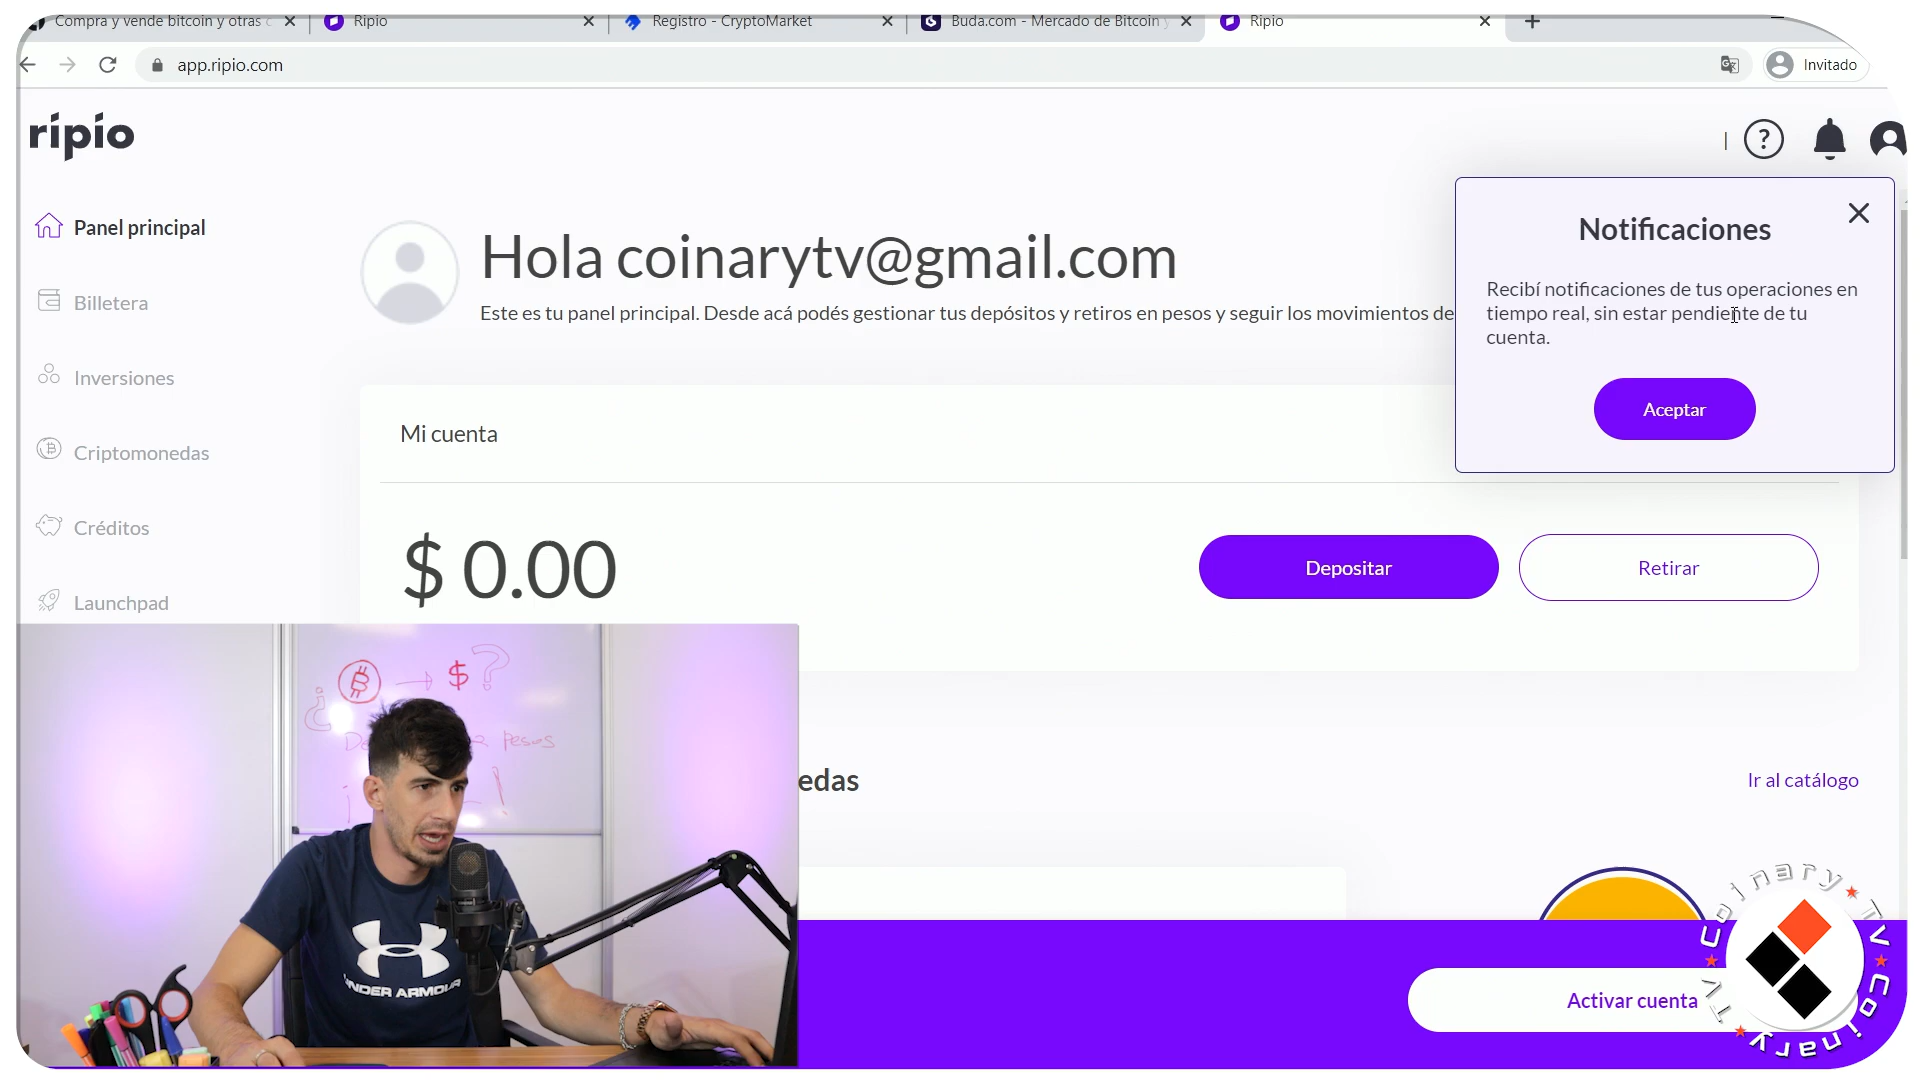 Compra y vende bitcoin y otras c
Ripio
Registro - CryptoMarket
Buda.com - Mercado de Bitcoin y
Ripio
app.ripio.com
Invitado
ripio
?
Panel principal
Billetera
Inversiones
Criptomonedas
Créditos
Launchpad
Hola coinarytv@gmail.com
Este es tu panel principal. Desde acá podés gestionar tus depósitos y retiros en pesos y seguir los movimientos de
Notificaciones
Recibí notificaciones de tus operaciones en
tiempo real, sin estar pendiente de tu
cuenta.
Aceptar
Mi cuenta
$ 0.00
Depositar
Retirar
edas
Ir al catálogo
Activar cuenta
₿ → $ ?
¿
pesos
¡ !
UNDER ARMOUR
Coinary ★ TV ★ Coinary ★ TV ★